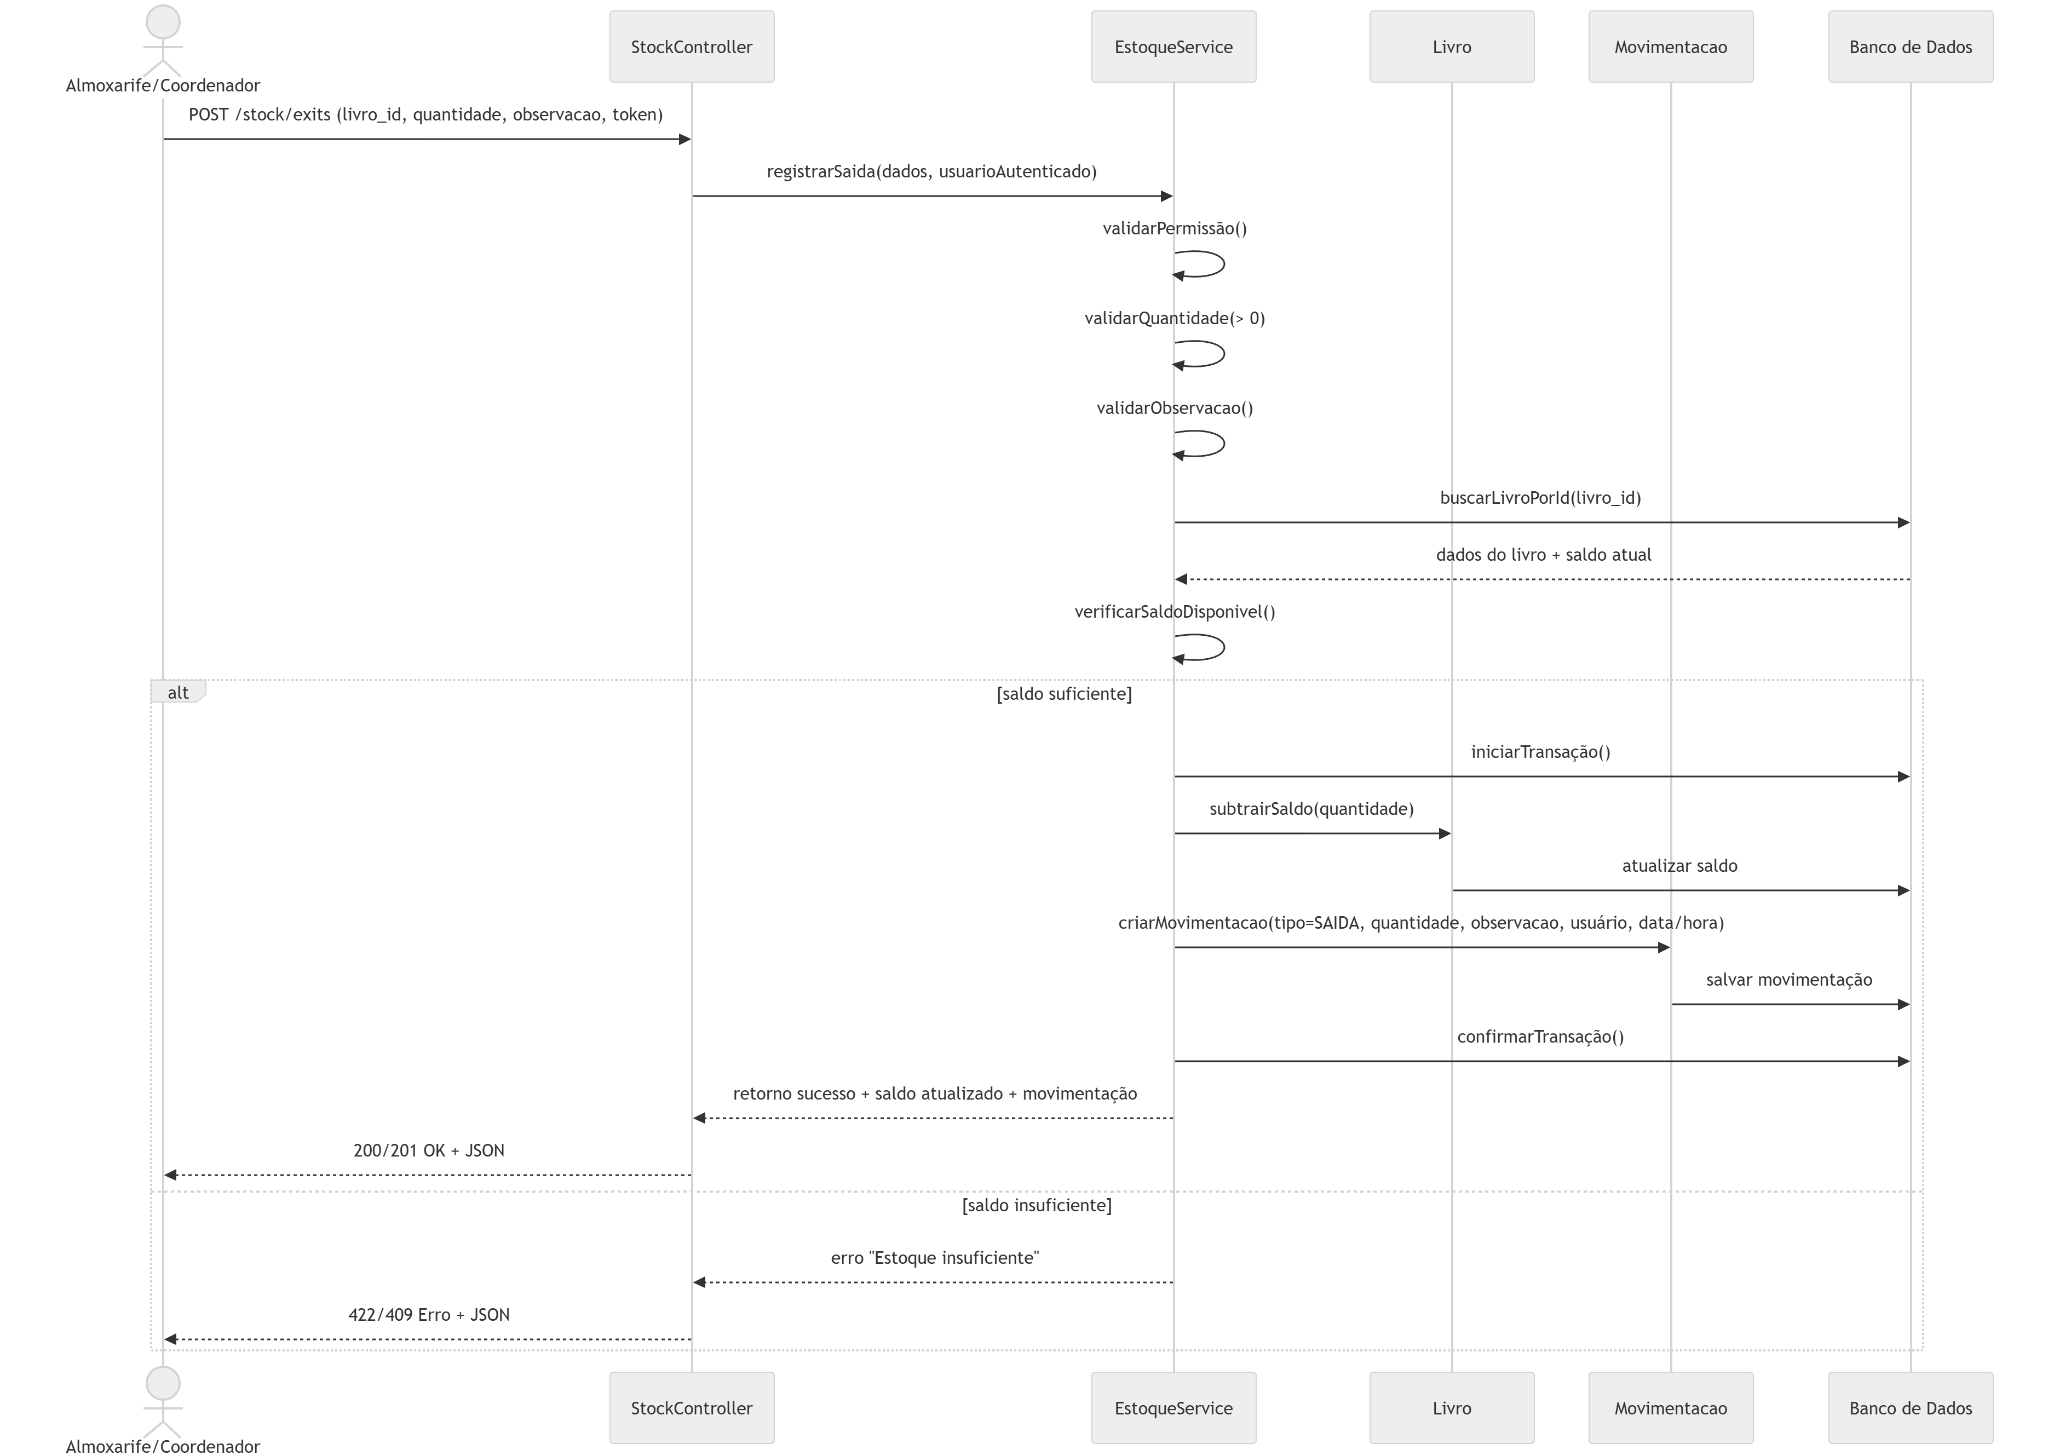 Almoxarife/Coordenador
StockController
EstoqueService
Livro
Movimentacao
Banco de Dados
POST /stock/exits (livro_id, quantidade, observacao, token)
registrarSaida(dados, usuarioAutenticado)
validarPermissão()
validarQuantidade(> 0)
validarObservacao()
buscarLivroPorId(livro_id)
dados do livro + saldo atual
verificarSaldoDisponivel()
alt
[saldo suficiente]
iniciarTransação()
subtrairSaldo(quantidade)
atualizar saldo
criarMovimentacao(tipo=SAIDA, quantidade, observacao, usuário, data/hora)
salvar movimentação
confirmarTransação()
retorno sucesso + saldo atualizado + movimentação
200/201 OK + JSON
[saldo insuficiente]
erro "Estoque insuficiente"
422/409 Erro + JSON
Almoxarife/Coordenador
StockController
EstoqueService
Livro
Movimentacao
Banco de Dados